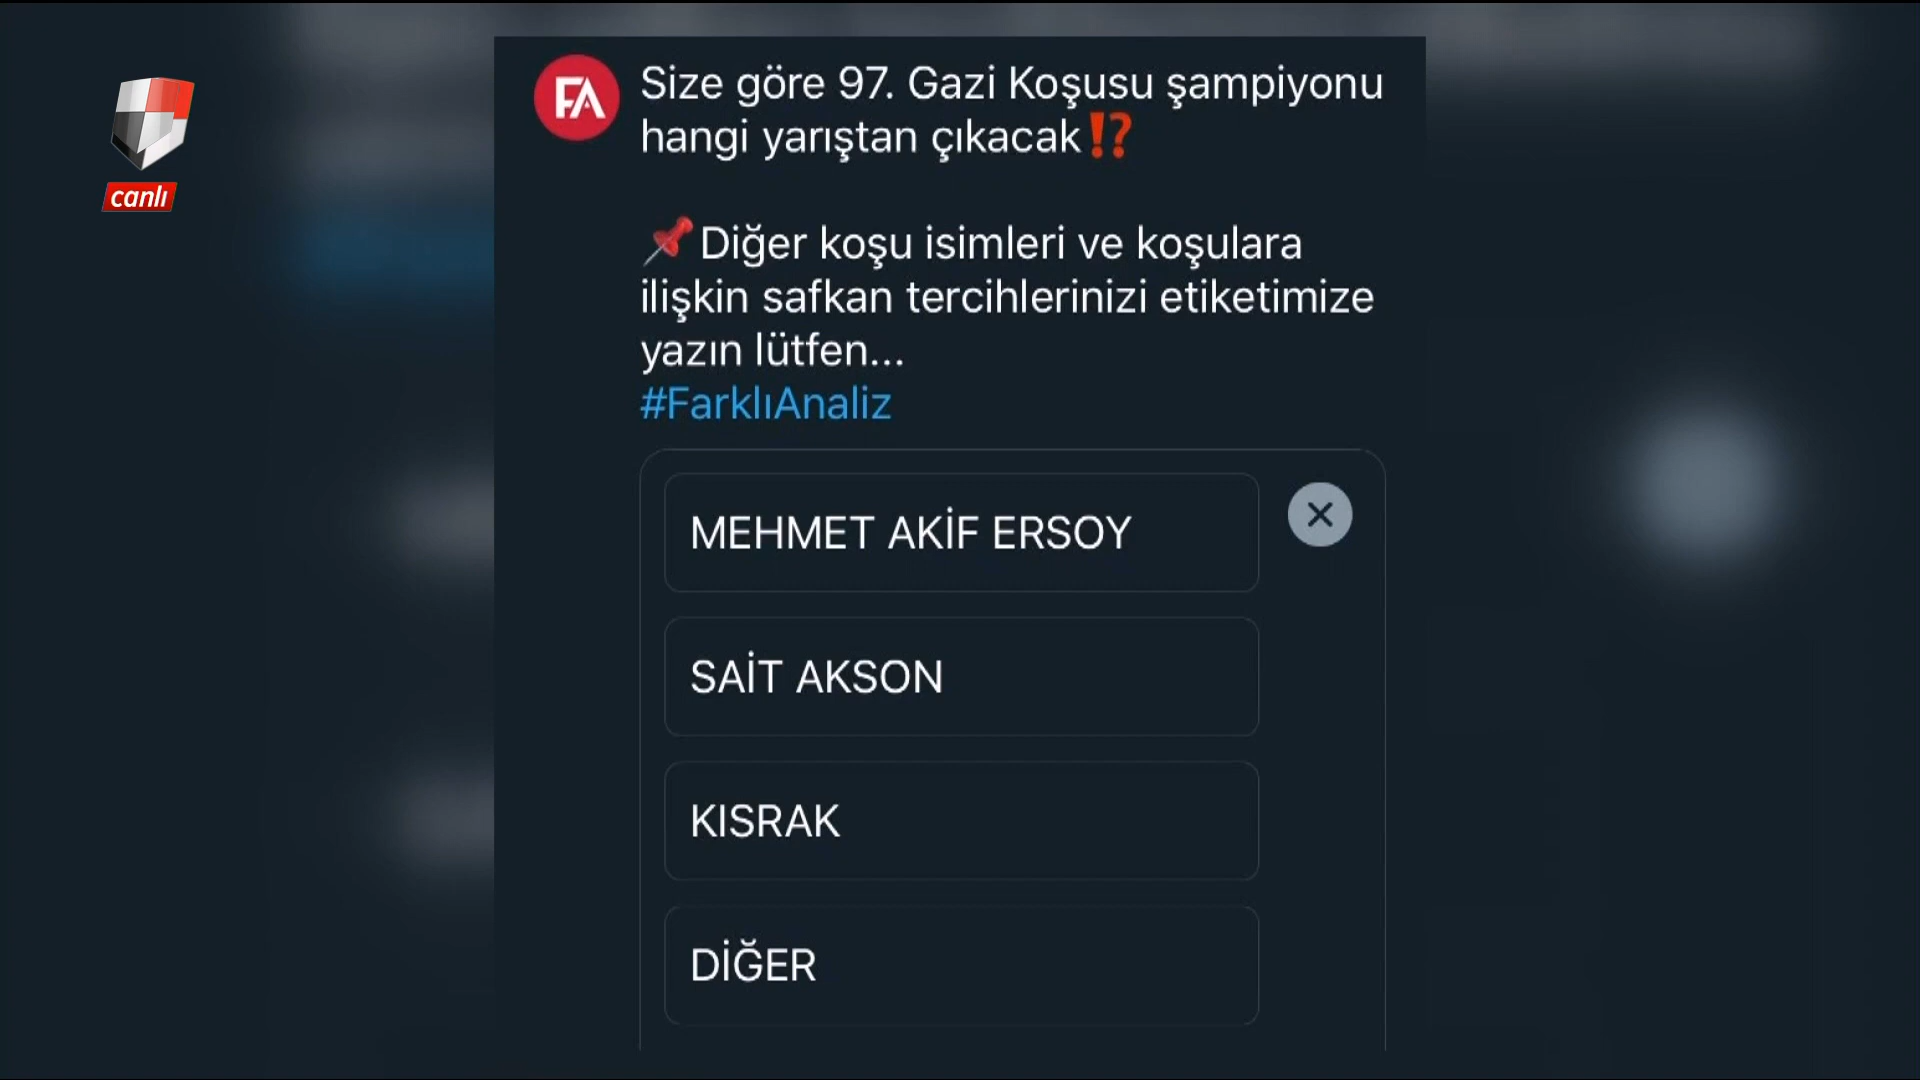 canlı
FA
Size göre 97. Gazi Koşusu şampiyonu
hangi yarıştan çıkacak⁉️
📌Diğer koşu isimleri ve koşulara
ilişkin safkan tercihlerinizi etiketimize
yazın lütfen...
#FarklıAnaliz
MEHMET AKİF ERSOY
SAİT AKSON
KISRAK
DİĞER